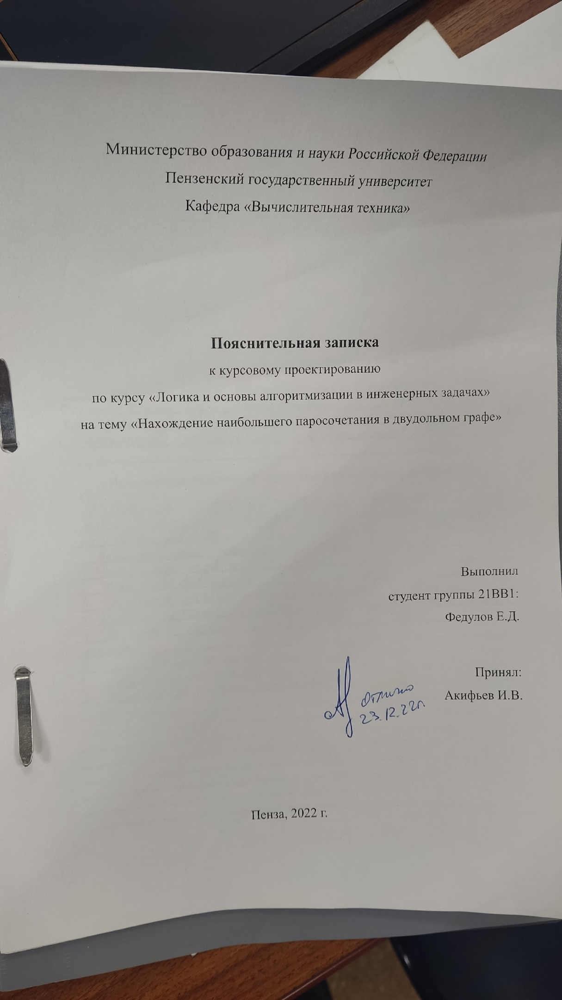 Министерство образования и науки Российской Федерации
Пензенский государственный университет
Кафедра «Вычислительная техника»
Пояснительная записка
к курсовому проектированию
по курсу «Логика и основы алгоритмизации в инженерных задачах»
на тему «Нахождение наибольшего паросочетания в двудольном графе»
Выполнил
студент группы 21ВВ1:
Федулов Е.Д.
Принял:
Акифьев И.В.
Отлично
23.12.22г.
Пенза, 2022 г.